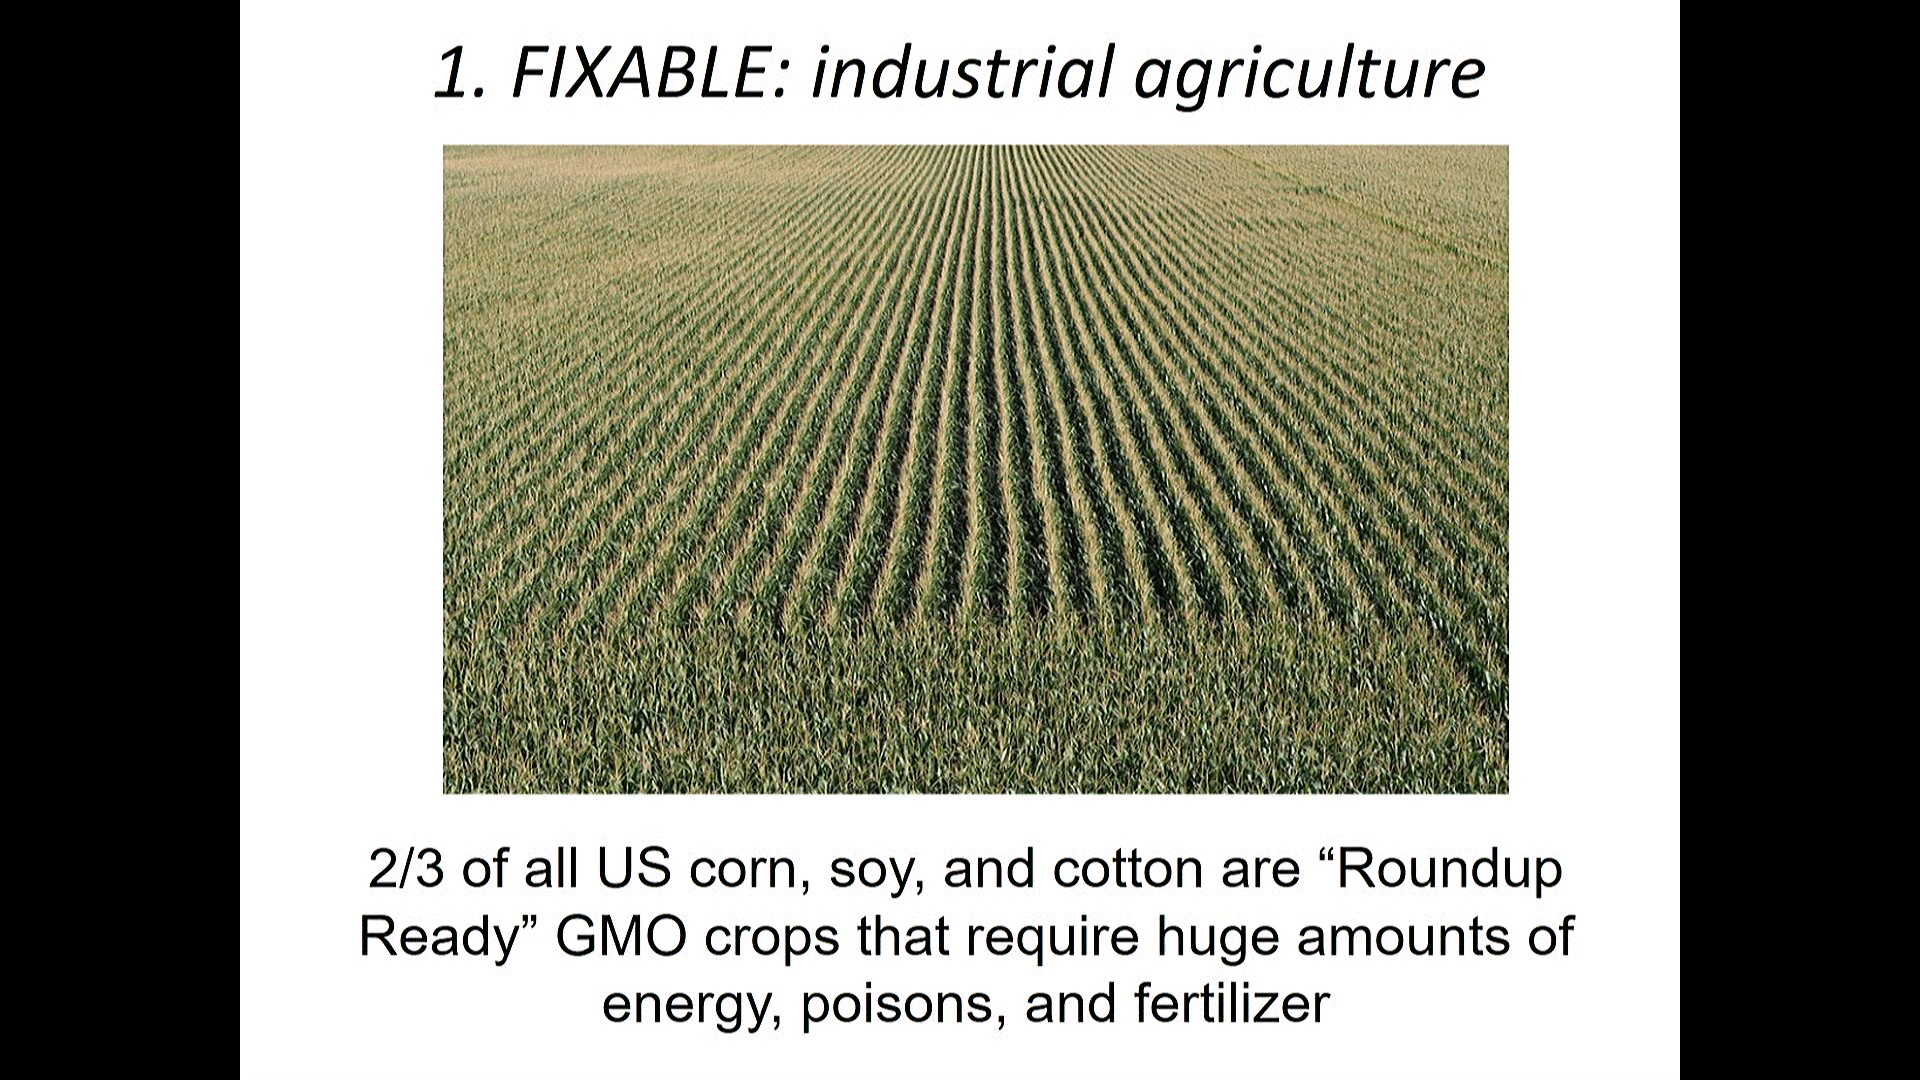 1. FIXABLE: industrial agriculture
2/3 of all US corn, soy, and cotton are “Roundup
Ready” GMO crops that require huge amounts of
energy, poisons, and fertilizer